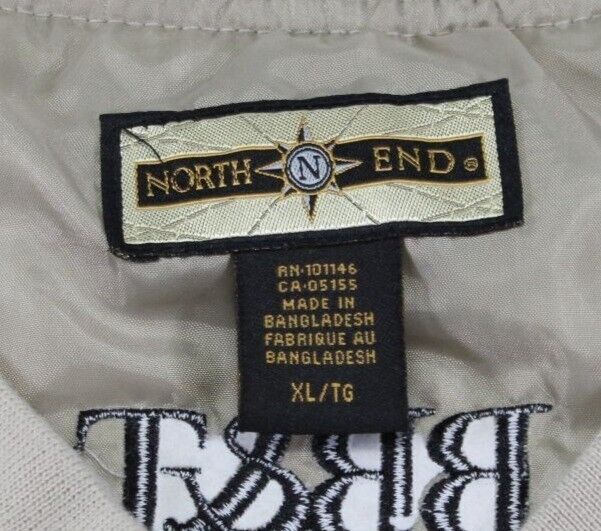 NORTH N END ®
RN·101146
CA·05155
MADE IN
BANGLADESH
FABRIQUE AU
BANGLADESH
XL/TG